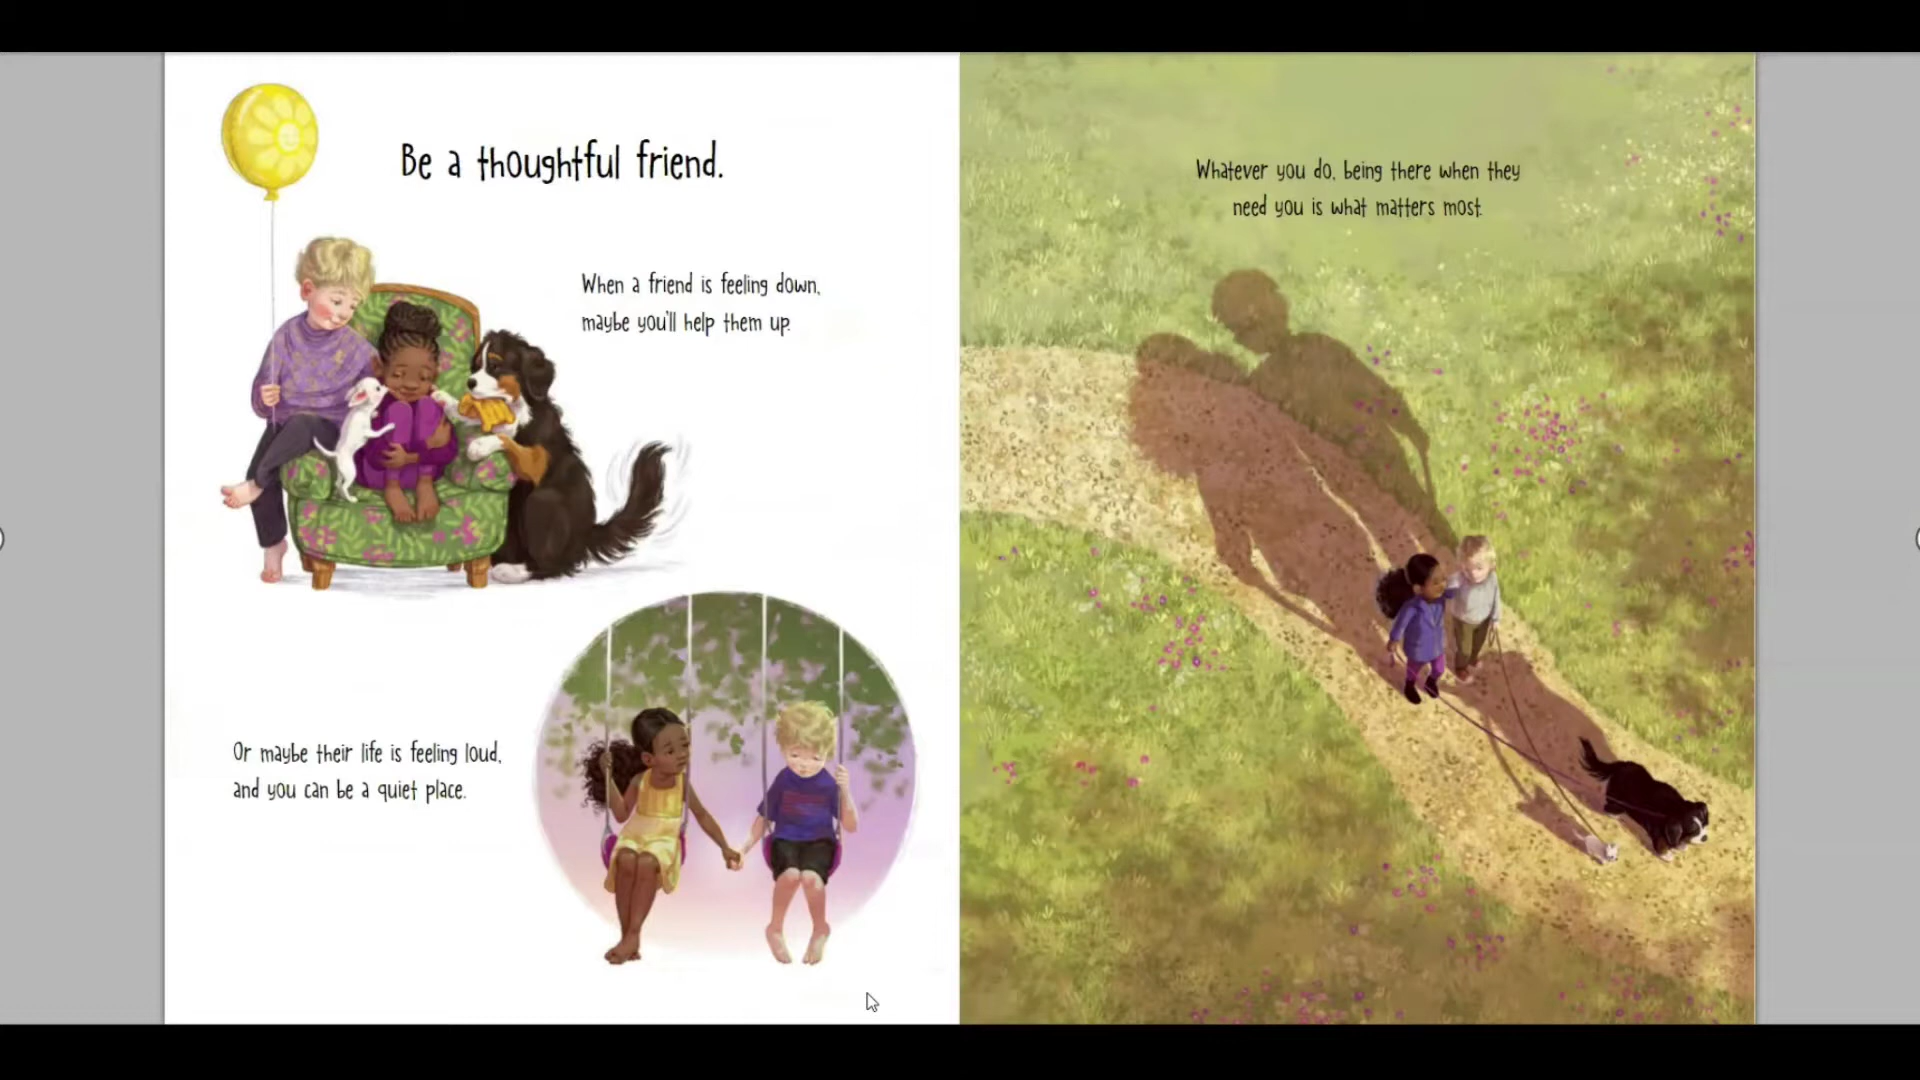 Be a thoughtful friend.
When a friend is feeling down,
maybe you'll help them up.
Or maybe their life is feeling loud,
and you can be a quiet place.
Whatever you do, being there when they
need you is what matters most.